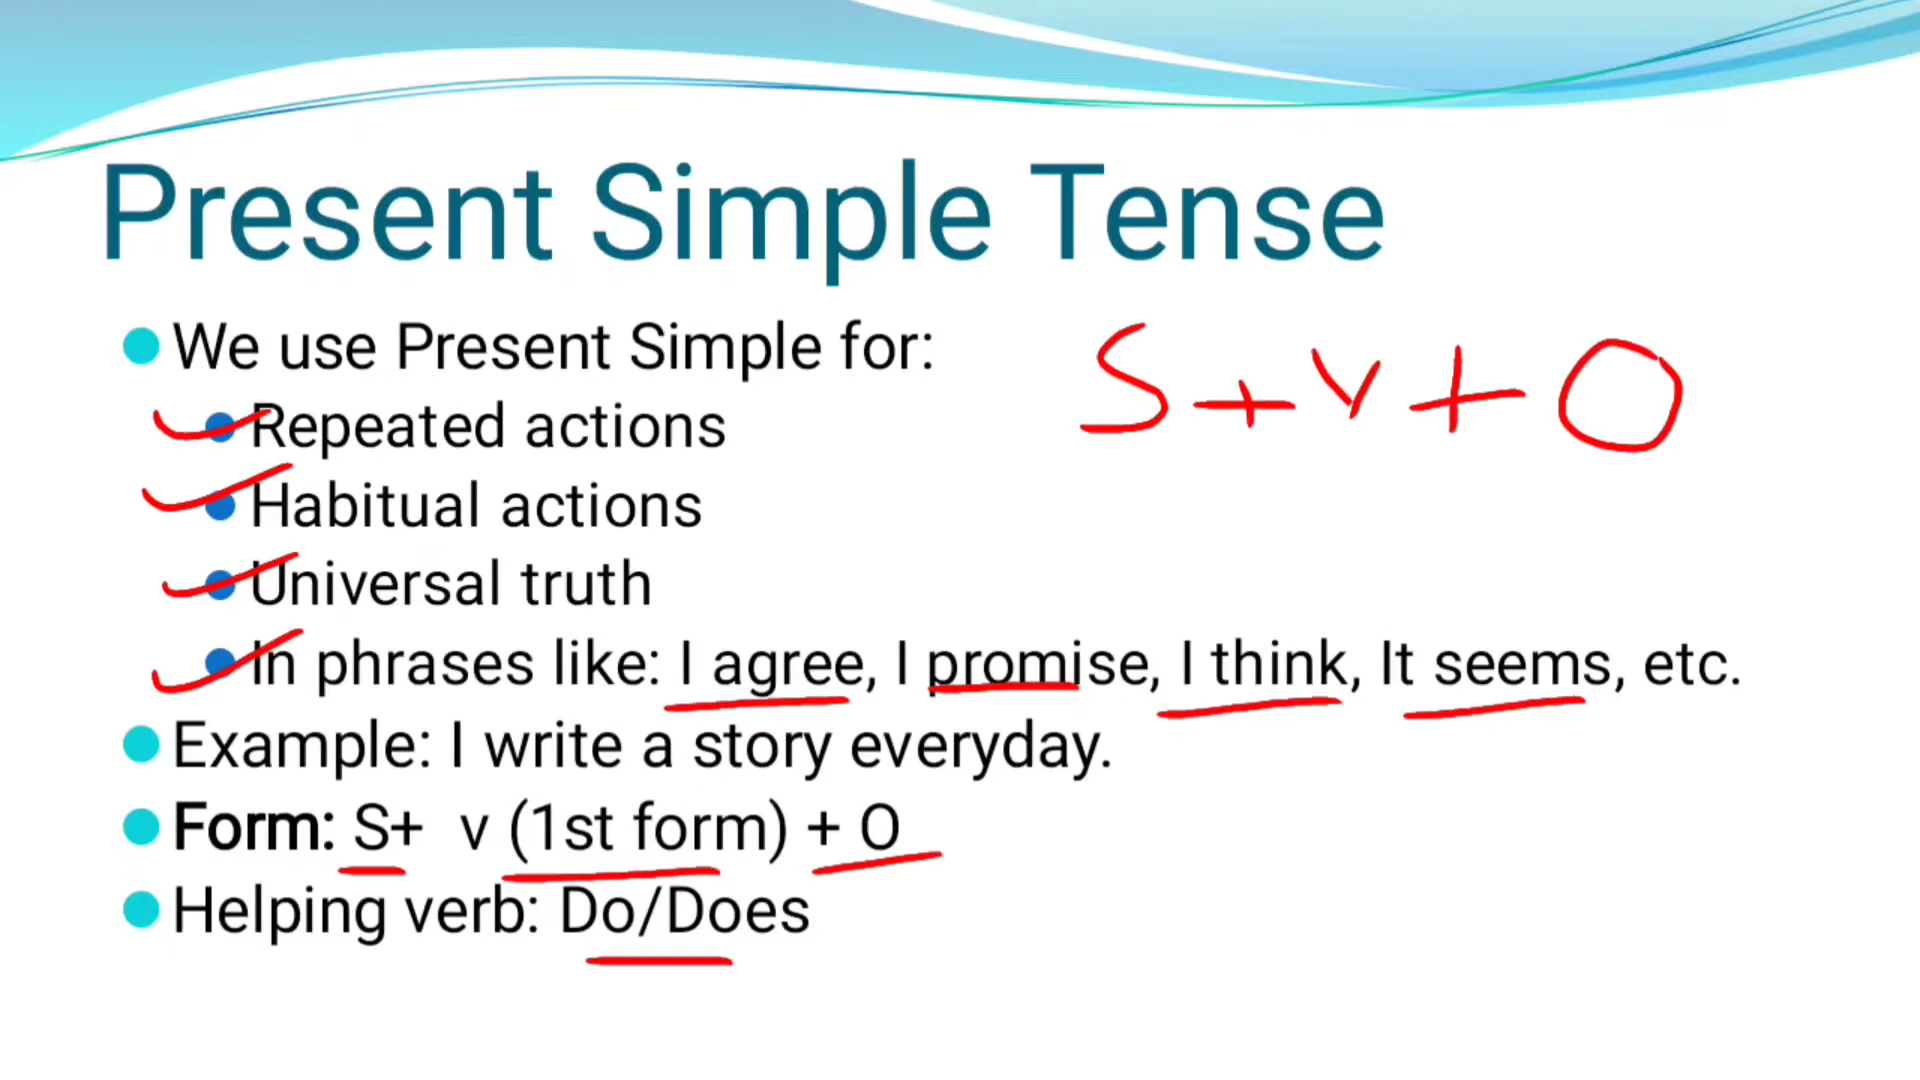 Present Simple Tense
We use Present Simple for:
S + v + O
Repeated actions
Habitual actions
Universal truth
In phrases like: I agree, I promise, I think, It seems, etc.
Example: I write a story everyday.
Form: S+ v (1st form) + O
Helping verb: Do/Does